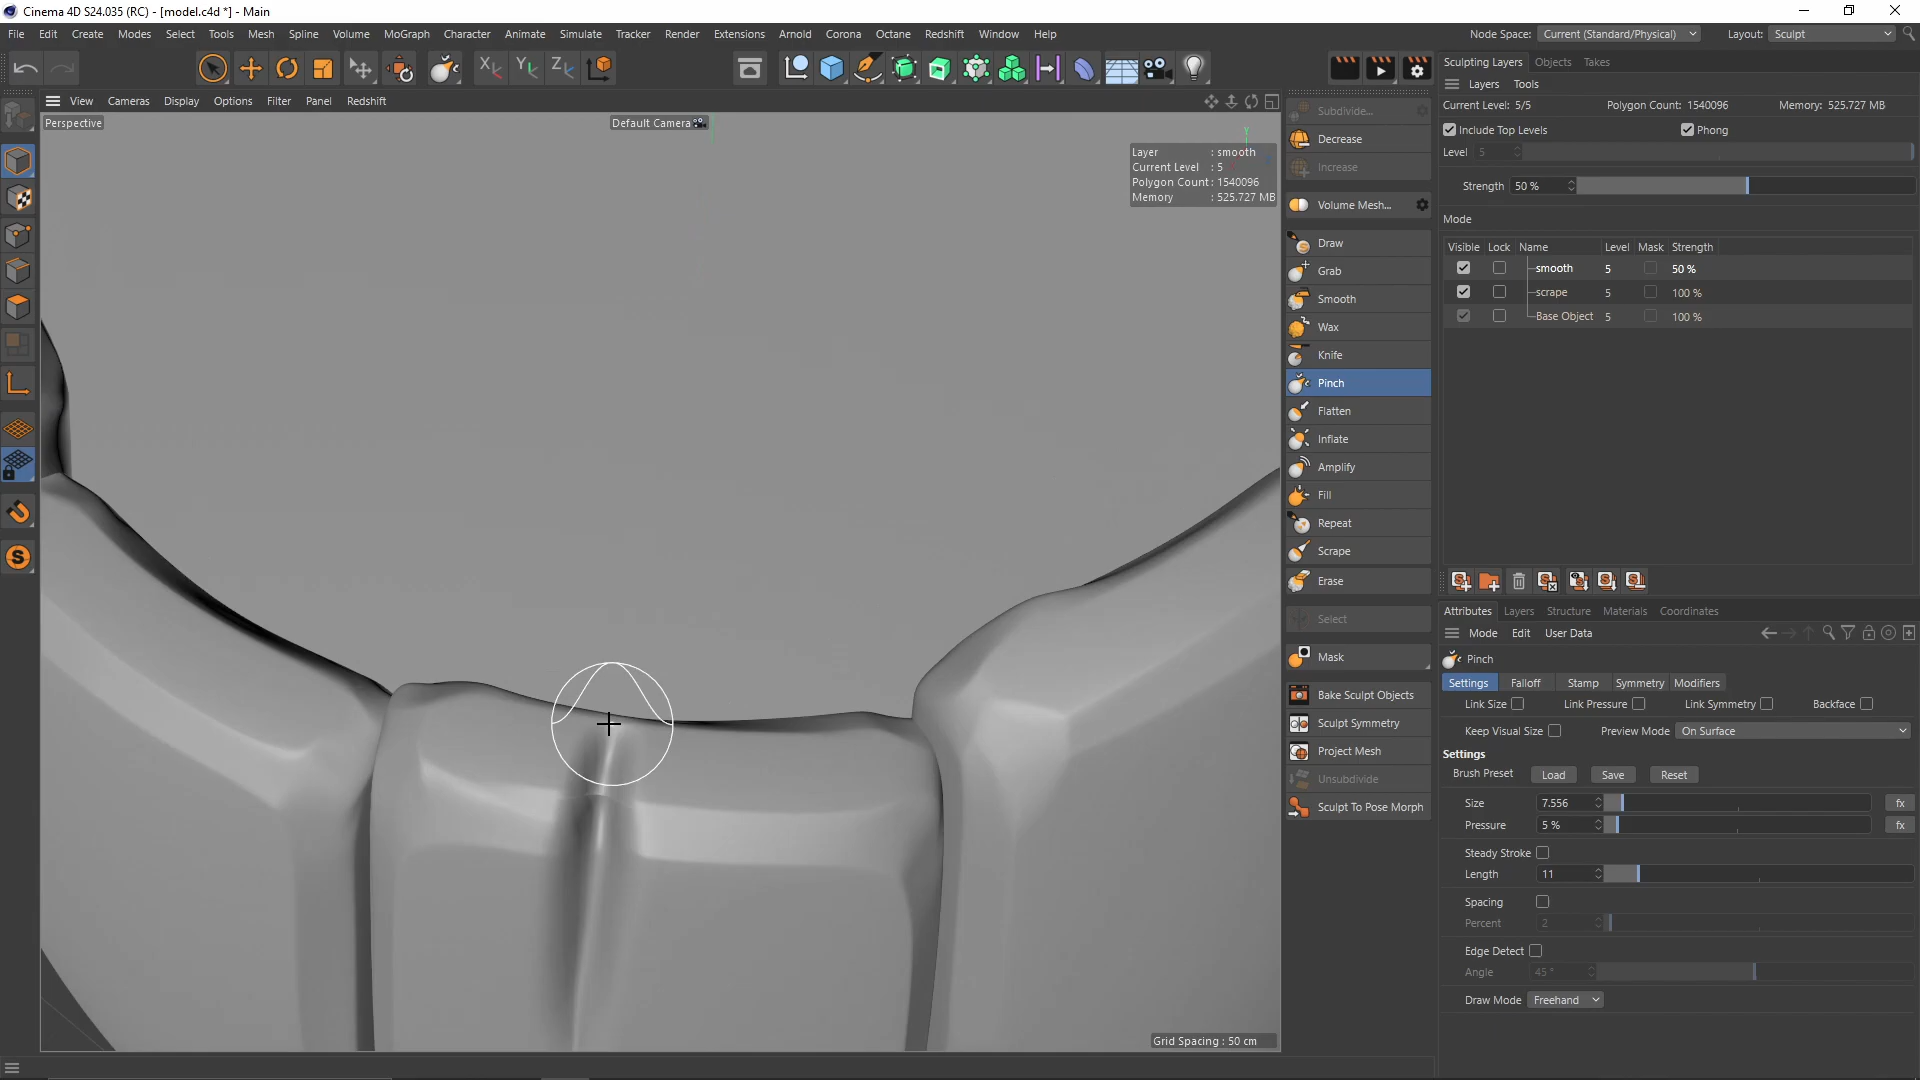 Cinema 4D S24.035 (RC) - [model.c4d *] - Main
File Edit Create Modes Select Tools Mesh Spline Volume MoGraph Character Animate Simulate Tracker Render Extensions Arnold Corona Octane Redshift Window Help
Node Space: Current (Standard/Physical) Layout: Sculpt
Sculpting Layers Objects Takes
Layers Tools
View Cameras Display Options Filter Panel Redshift
Perspective
Default Camera
Y
Layer : smooth
Current Level : 5
Polygon Count : 1540096
Memory : 525.727 MB
Grid Spacing : 50 cm
Subdivide...
Decrease
Increase
Volume Mesh...
Draw
Grab
Smooth
Wax
Knife
Pinch
Flatten
Inflate
Amplify
Fill
Repeat
Scrape
Erase
Select
Mask
Bake Sculpt Objects
Sculpt Symmetry
Project Mesh
Unsubdivide
Sculpt To Pose Morph
Current Level: 5/5 Polygon Count: 1540096 Memory: 525.727 MB
Include Top Levels Phong
Level 5
Strength 50 %
Mode
Visible Lock Name Level Mask Strength
smooth 5 50 %
scrape 5 100 %
Base Object 5 100 %
Attributes Layers Structure Materials Coordinates
Mode Edit User Data
Pinch
Settings Falloff Stamp Symmetry Modifiers
Link Size Link Pressure Link Symmetry Backface
Keep Visual Size Preview Mode On Surface
Settings
Brush Preset Load Save Reset
Size 7.556 fx
Pressure 5 % fx
Steady Stroke
Length 11
Spacing
Percent 2
Edge Detect
Angle 45 °
Draw Mode Freehand